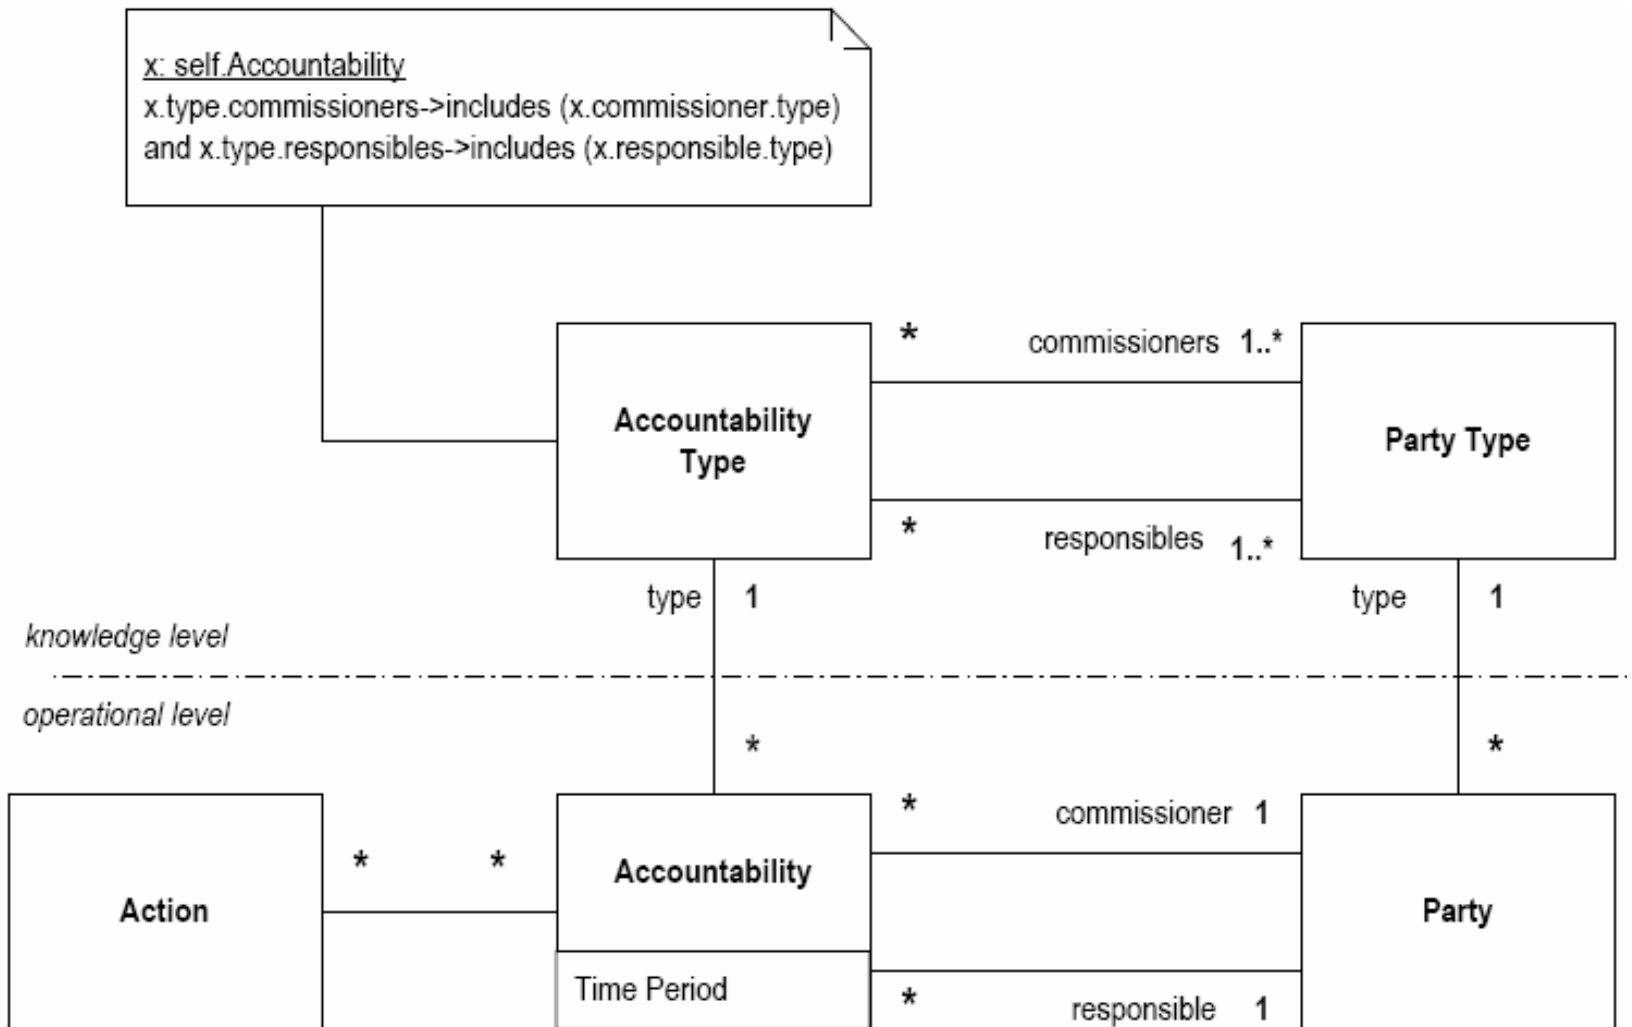 x: self.Accountability
x.type.commissioners->includes (x.commissioner.type)
and x.type.responsibles->includes (x.responsible.type)
* commissioners 1..*
Accountability
Type
Party Type
* responsibles 1..*
type 1
type 1
knowledge level
operational level
*
*
* commissioner 1
* *
Accountability
Action
Party
Time Period
* responsible 1